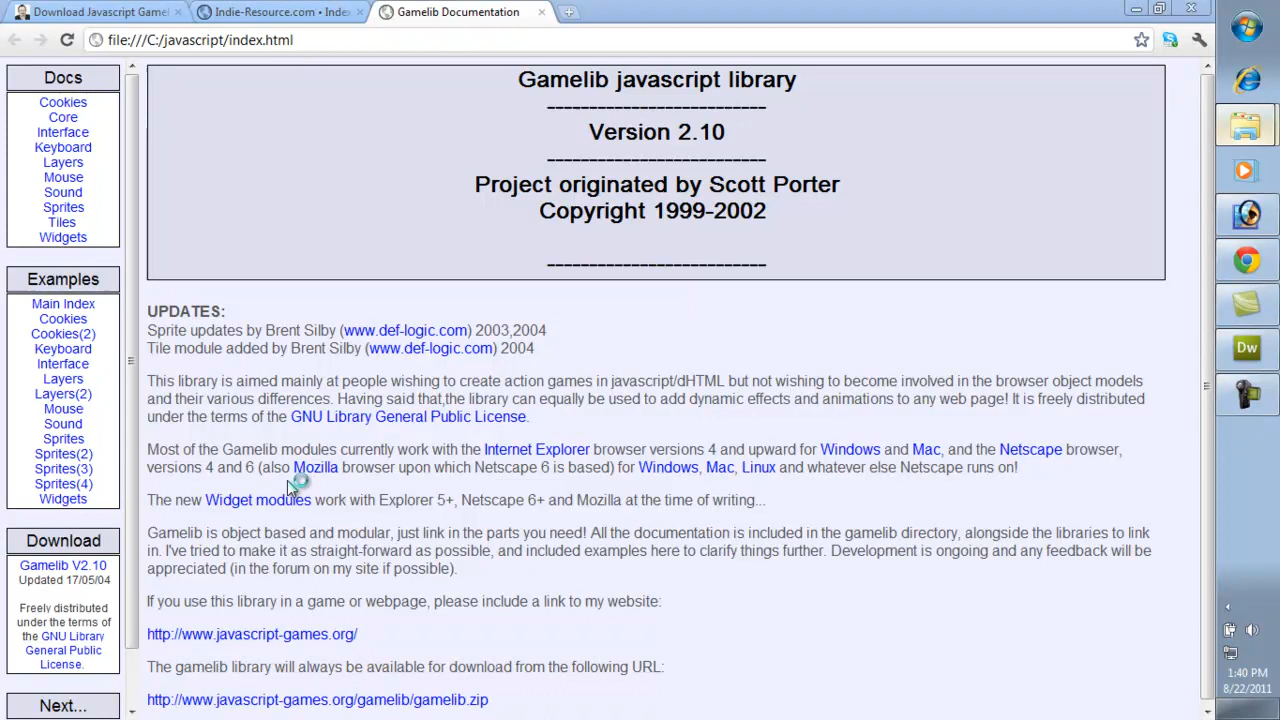 Download Javascript Gamel
Indie-Resource.com • Index
Gamelib Documentation
file:///C:/javascript/index.html
Docs
Cookies
Core
Interface
Keyboard
Layers
Mouse
Sound
Sprites
Tiles
Widgets
Examples
Main Index
Cookies
Cookies(2)
Keyboard
Interface
Layers
Layers(2)
Mouse
Sound
Sprites
Sprites(2)
Sprites(3)
Sprites(4)
Widgets
Download
Gamelib V2.10
Updated 17/05/04
Freely distributed
under the terms of
the GNU Library
General Public
License.
Next...
Gamelib javascript library
--------------------------
Version 2.10
--------------------------
Project originated by Scott Porter
Copyright 1999-2002
--------------------------
UPDATES:
Sprite updates by Brent Silby (www.def-logic.com) 2003,2004
Tile module added by Brent Silby (www.def-logic.com) 2004
This library is aimed mainly at people wishing to create action games in javascript/dHTML but not wishing to become involved in the browser object models
and their various differences. Having said that,the library can equally be used to add dynamic effects and animations to any web page! It is freely distributed
under the terms of the GNU Library General Public License.
Most of the Gamelib modules currently work with the Internet Explorer browser versions 4 and upward for Windows and Mac, and the Netscape browser,
versions 4 and 6 (also Mozilla browser upon which Netscape 6 is based) for Windows, Mac, Linux and whatever else Netscape runs on!
The new Widget modules work with Explorer 5+, Netscape 6+ and Mozilla at the time of writing...
Gamelib is object based and modular, just link in the parts you need! All the documentation is included in the gamelib directory, alongside the libraries to link
in. I've tried to make it as straight-forward as possible, and included examples here to clarify things further. Development is ongoing and any feedback will be
appreciated (in the forum on my site if possible).
If you use this library in a game or webpage, please include a link to my website:
http://www.javascript-games.org/
The gamelib library will always be available for download from the following URL:
http://www.javascript-games.org/gamelib/gamelib.zip
Dw
1:40 PM
8/22/2011